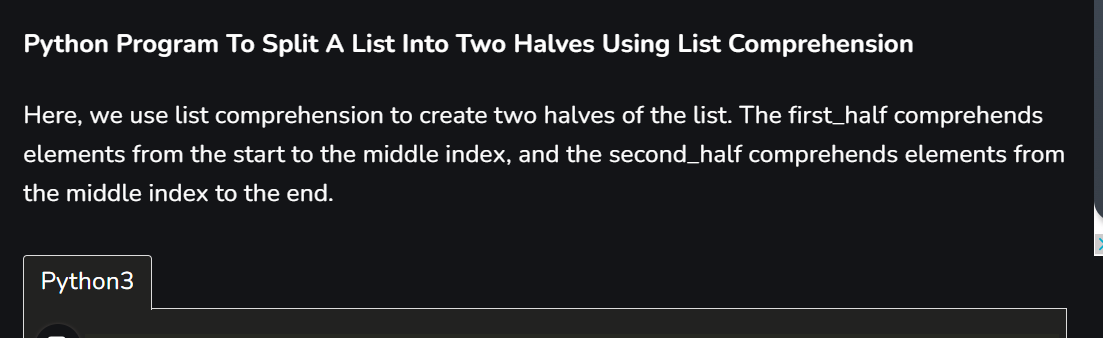 Python Program To Split A List Into Two Halves Using List Comprehension
Here, we use list comprehension to create two halves of the list. The first_half comprehends
elements from the start to the middle index, and the second_half comprehends elements from
the middle index to the end.
Python3